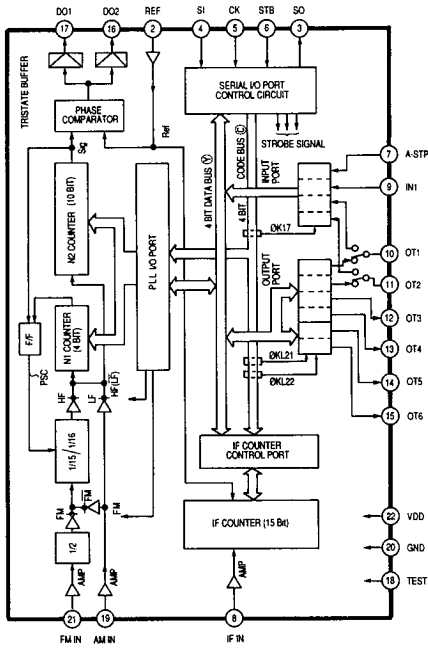 DO1 DO2 REF SI CK STB SO
17 16 2 4 5 6 3
TRISTATE BUFFER
PHASE COMPARATOR
Sig
Ref
SERIAL I/O PORT
CONTROL CIRCUIT
STROBE SIGNAL
4 BIT DATA BUS Ⓨ
CODE BUS Ⓒ
4 BIT
INPUT PORT
OUTPUT PORT
ØK17
ØKL21
ØKL22
7 A-STP
9 IN1
10 OT1
11 OT2
12 OT3
13 OT4
14 OT5
15 OT6
N2 COUNTER (10 BIT)
PLL I/O PORT
F/F
N1 COUNTER (4 BIT)
PSC
HF
LF
HF(LF)
1/15/1/16
FM
FM
FM
1/2
AMP
AMP
IF COUNTER
CONTROL PORT
IF COUNTER (15 Bit)
AMP
22 VDD
20 GND
18 TEST
21 19 8
FM IN AM IN IF IN